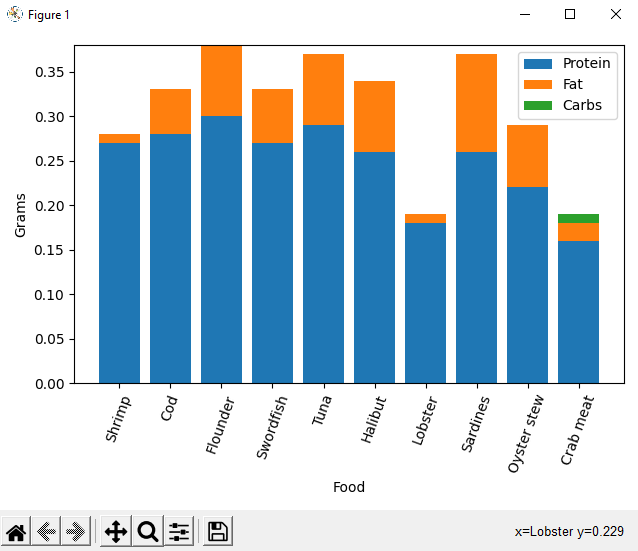 Figure 1
Protein
Fat
Carbs
0.35
0.30
0.25
0.20
0.15
0.10
0.05
0.00
Grams
Shrimp
Cod
Flounder
Swordfish
Tuna
Halibut
Lobster
Sardines
Oyster stew
Crab meat
Food
x=Lobster y=0.229